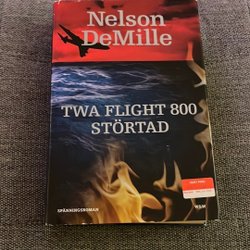 Nelson
DeMille
TWA FLIGHT 800
STÖRTAD
SPÄNNINGSROMAN